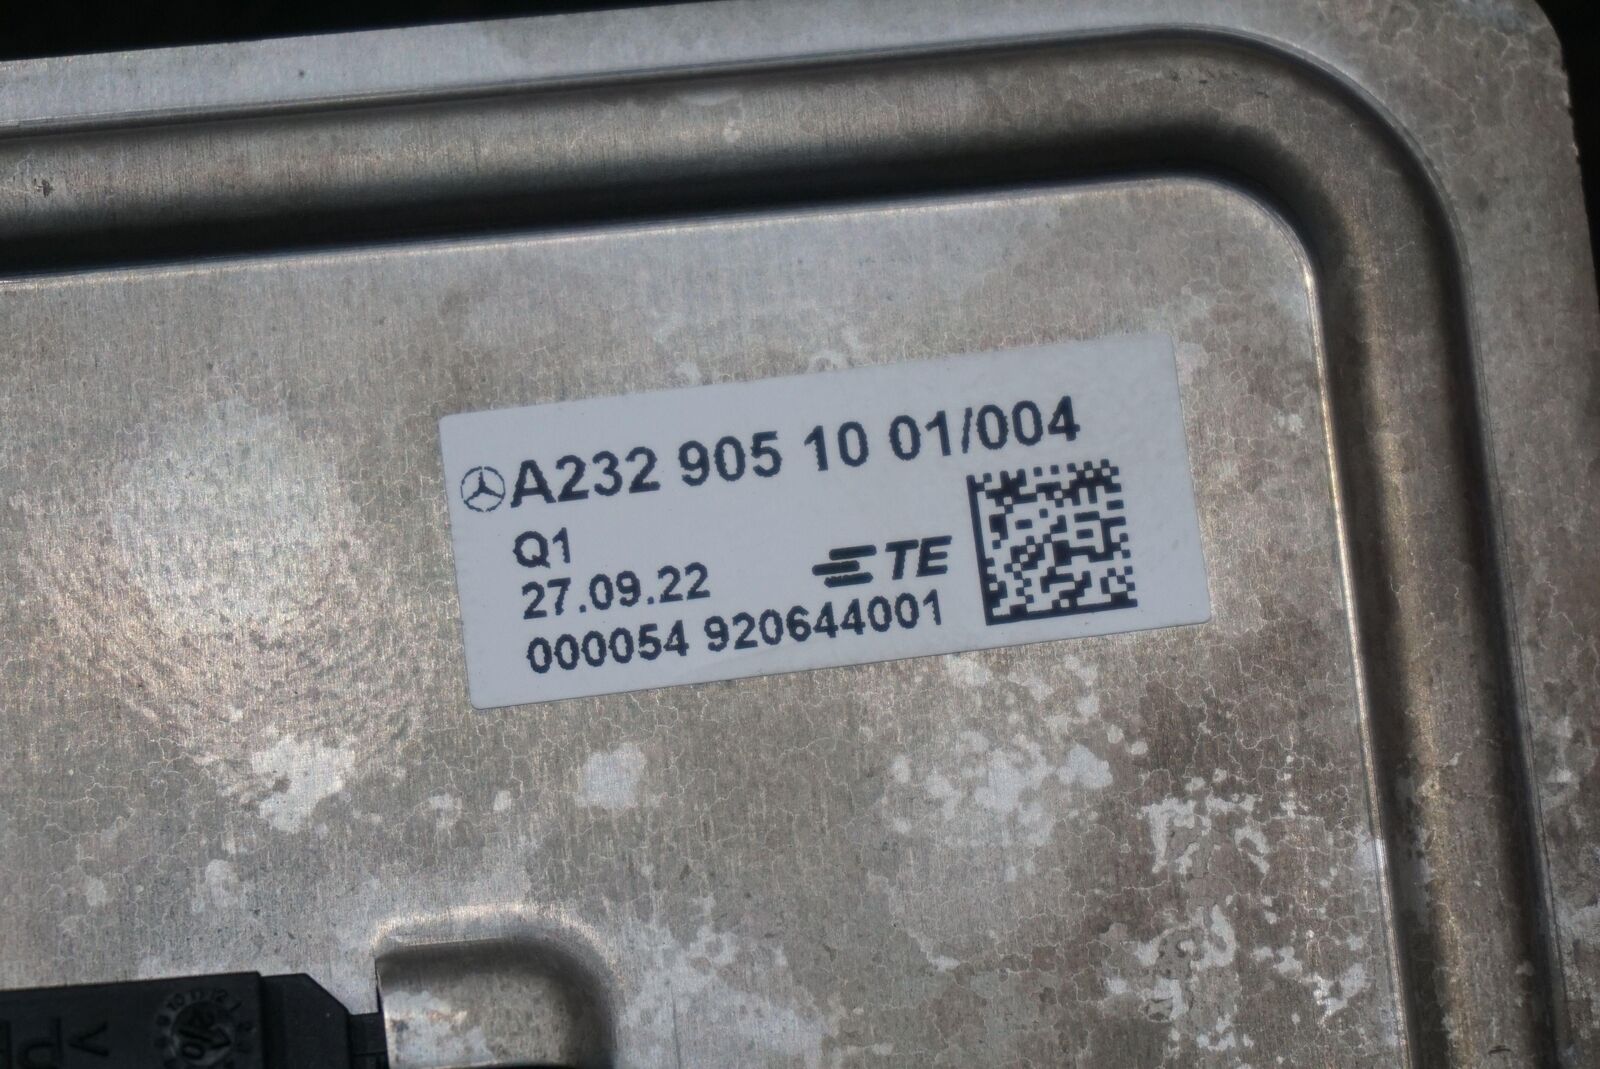 A232 905 10 01/004
Q1
27.09.22
TE
000054 920644001